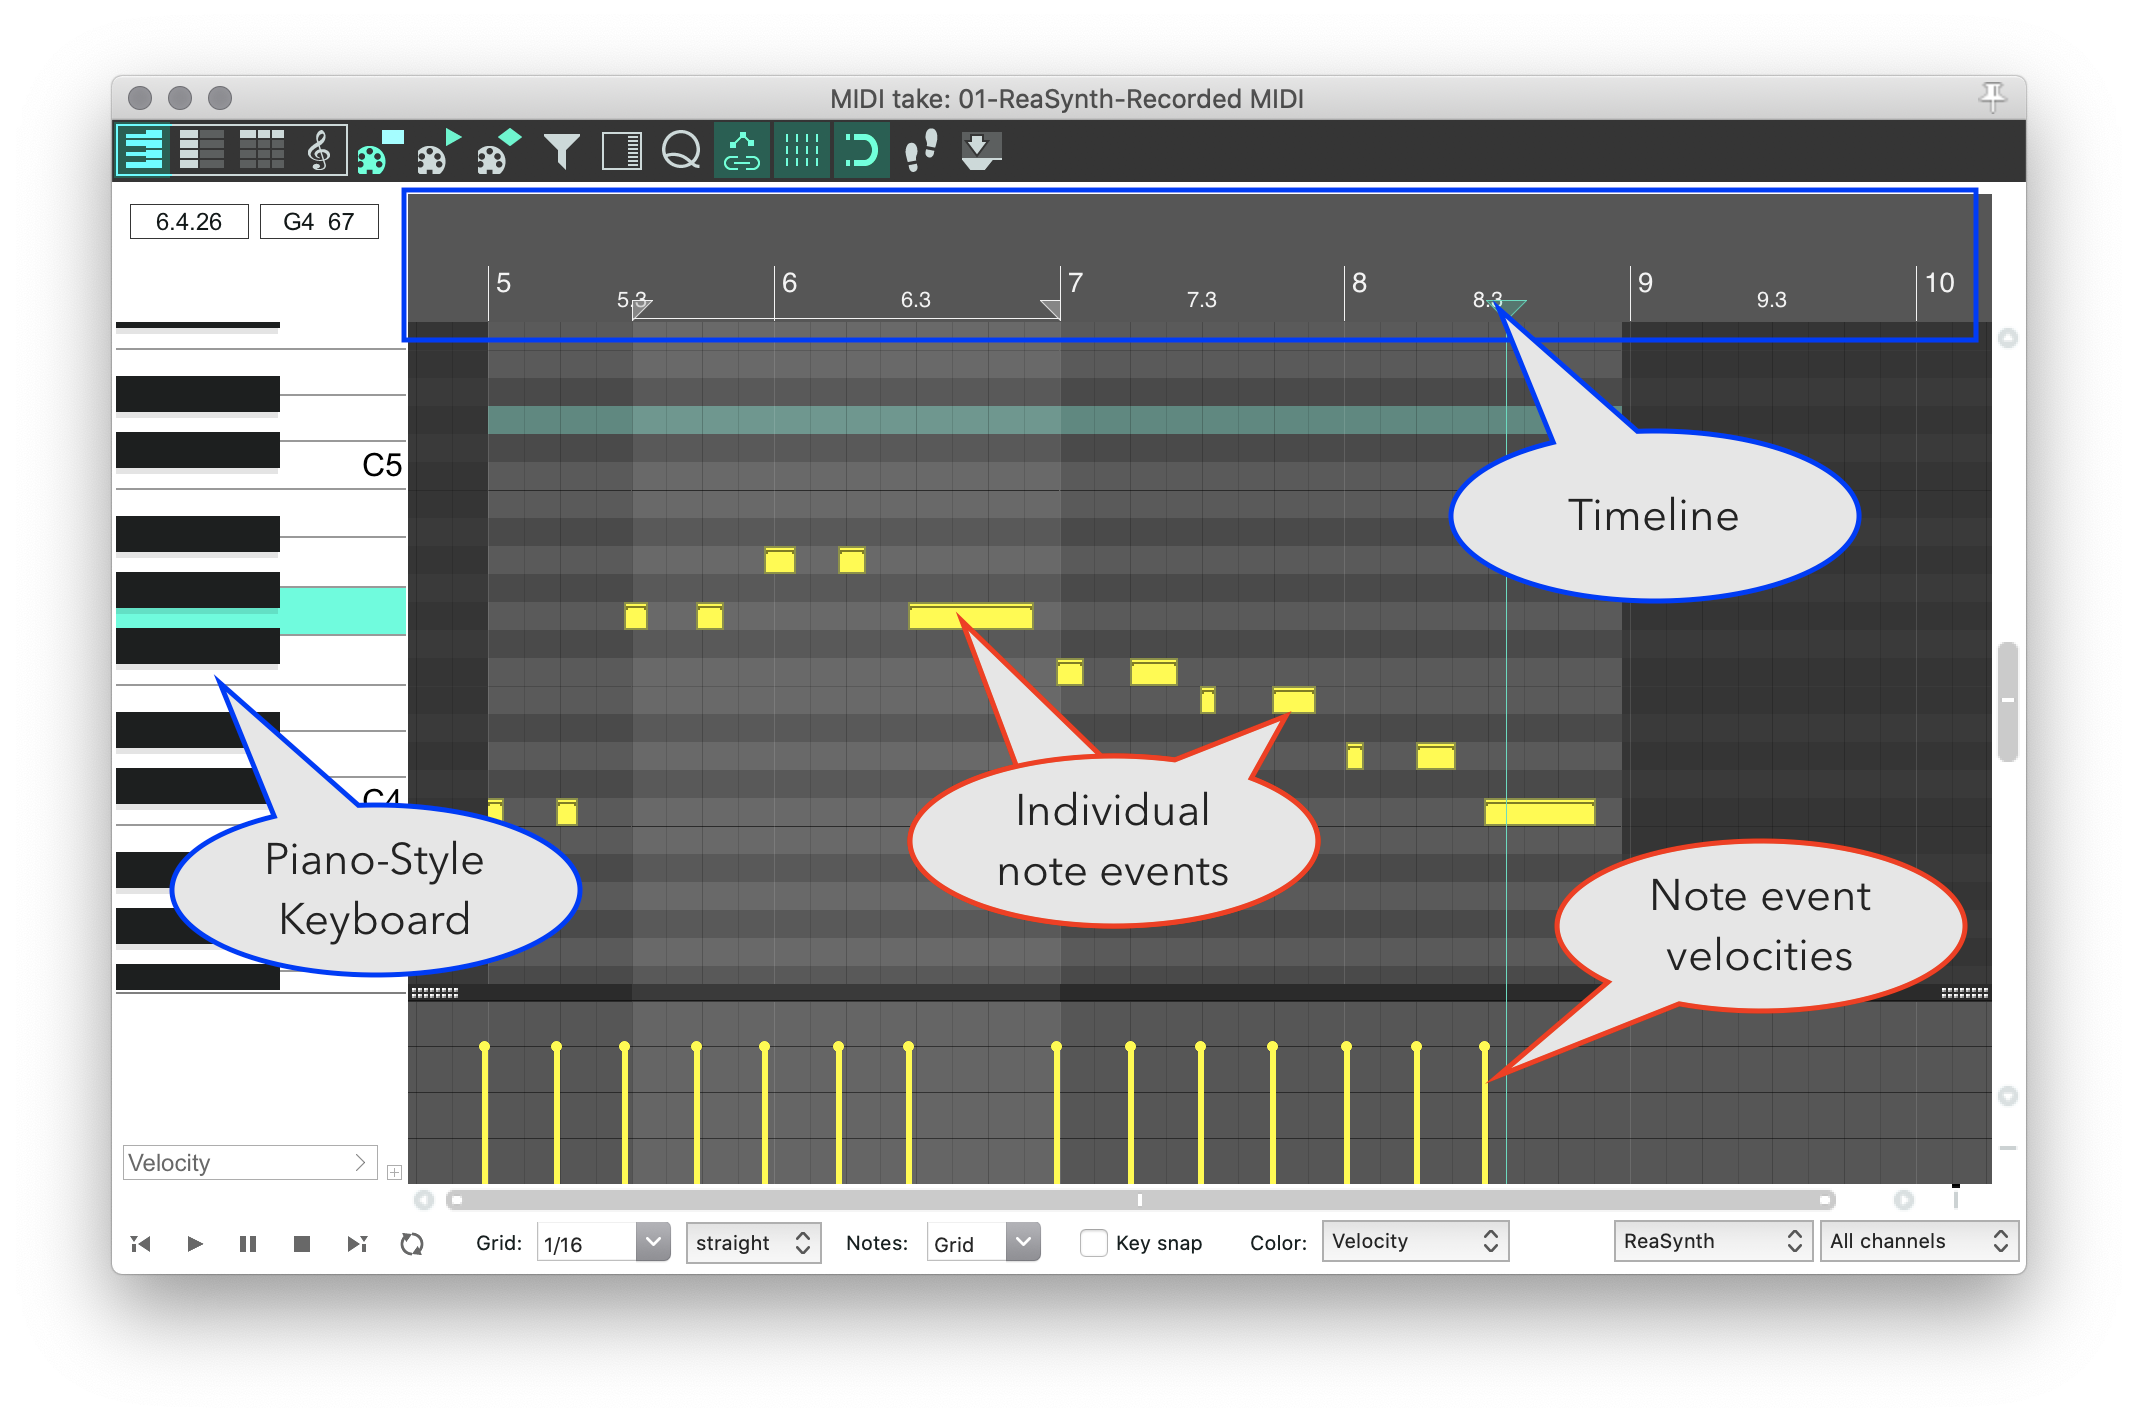 MIDI take: 01-ReaSynth-Recorded MIDI
6.4.26
G4 67
5
6
7
8
9
10
5.3
6.3
7.3
8.3
9.3
C5
Timeline
C4
Individual
note events
Piano-Style
Keyboard
Note event
velocities
Velocity
Grid:
1/16
straight
Notes:
Grid
Key snap
Color:
Velocity
ReaSynth
All channels